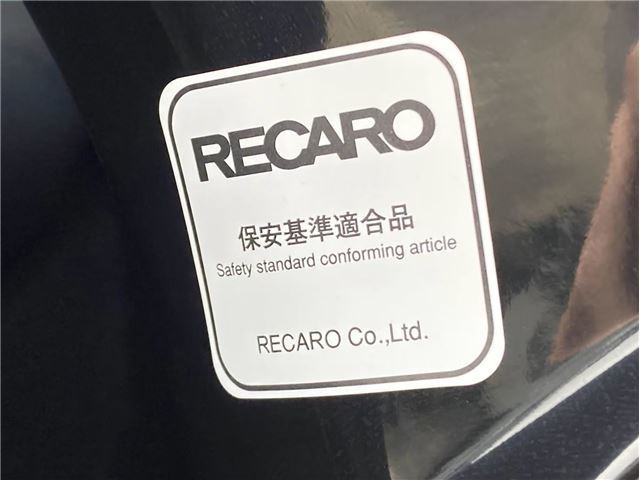 RECARO
保安基準適合品
Safety standard conforming article
RECARO Co.,Ltd.